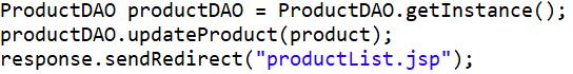 ProductDAO productDAO = ProductDAO.getInstance();
productDAO.updateProduct(product);
response.sendRedirect("productList.jsp");